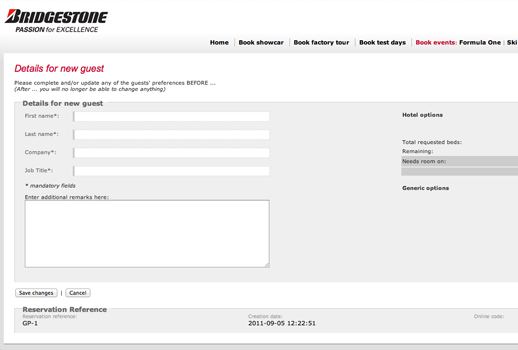 BRIDGESTONE
PASSION for EXCELLENCE
Home | Book showcar | Book factory tour | Book test days | Book events: Formula One | Ski
Details for new guest
Please complete and/or update any of the guests' preferences BEFORE ...
(After ... you will no longer be able to change anything)
Details for new guest
First name*:
Last name*:
Company*:
Job Title*:
* mandatory fields
Enter additional remarks here:
Hotel options
Total requested beds:
Remaining:
Needs room on:
Generic options
Save changes | Cancel
Reservation Reference
Reservation reference: Creation date: Online code:
GP-1 2011-09-05 12:22:51